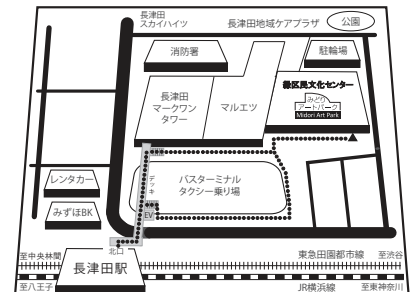 長津田
スカイハイツ
長津田地域ケアプラザ
公園
消防署
駐輪場
長津田
マークワン
タワー
マルエツ
緑区民文化センター
みどり
アートパーク
Midori Art Park
レンタカー
みずほBK
デッキ
バスターミナル
タクシー乗り場
EV
北口
長津田駅
至中央林間
東急田園都市線
至渋谷
至八王子
JR横浜線
至東神奈川